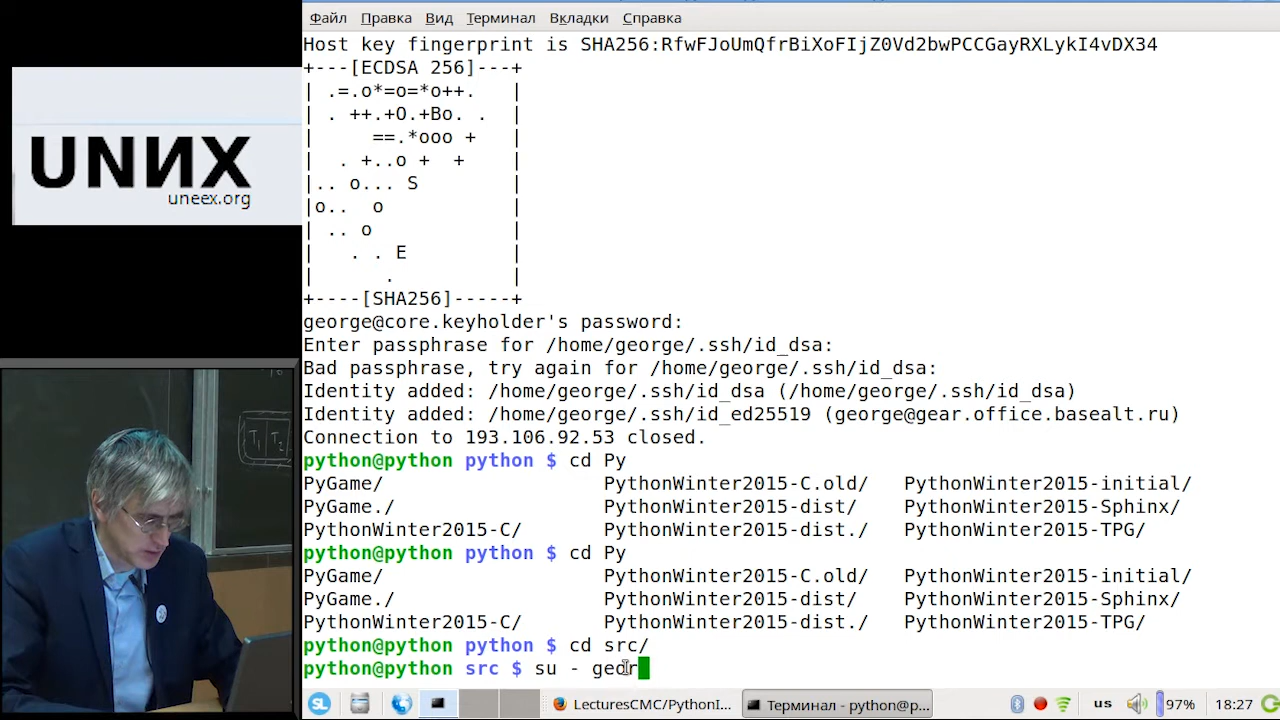 Файл Правка Вид Терминал Вкладки Справка
Host key fingerprint is SHA256:RfwFJoUmQfrBiXoFIjZ0Vd2bwPCCGayRXLykI4vDX34
+---[ECDSA 256]---+
| .=.o*=o=*o++.   |
| . ++.+O.+Bo. .  |
|     ==.*ooo +   |
|  . +..o +  +    |
|.. o... S        |
|o..  o           |
| .. o            |
|   . . E         |
|      .          |
+----[SHA256]-----+
george@core.keyholder's password:
Enter passphrase for /home/george/.ssh/id_dsa:
Bad passphrase, try again for /home/george/.ssh/id_dsa:
Identity added: /home/george/.ssh/id_dsa (/home/george/.ssh/id_dsa)
Identity added: /home/george/.ssh/id_ed25519 (george@gear.office.basealt.ru)
Connection to 193.106.92.53 closed.
python@python python $ cd Py
PyGame/ PythonWinter2015-C.old/ PythonWinter2015-initial/
PyGame./ PythonWinter2015-dist/ PythonWinter2015-Sphinx/
PythonWinter2015-C/ PythonWinter2015-dist./ PythonWinter2015-TPG/
python@python python $ cd Py
PyGame/ PythonWinter2015-C.old/ PythonWinter2015-initial/
PyGame./ PythonWinter2015-dist/ PythonWinter2015-Sphinx/
PythonWinter2015-C/ PythonWinter2015-dist./ PythonWinter2015-TPG/
python@python python $ cd src/
python@python src $ su -
LecturesCMC/PythonI... Терминал - python@p... us 97% 18:27
UNИX
uneex.org
T1 T2